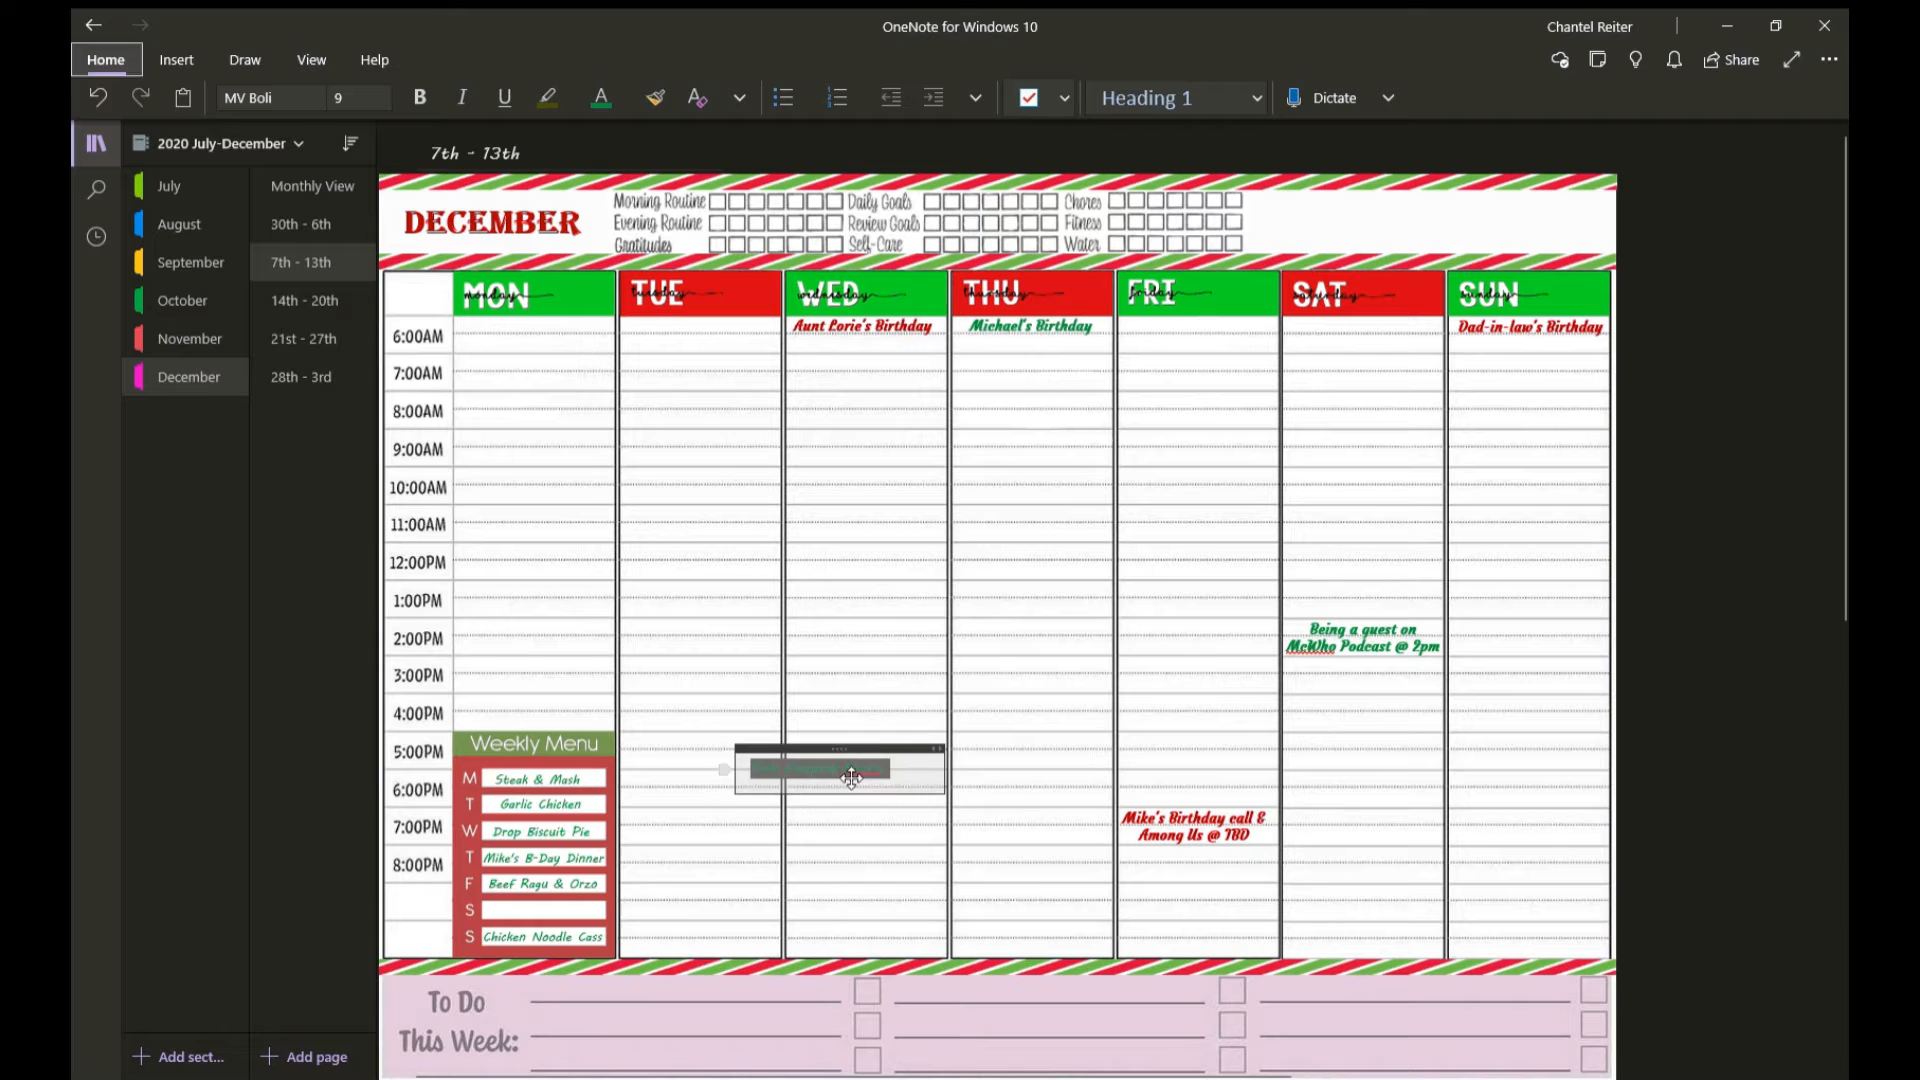 OneNote for Windows 10
Chantel Reiter
Home
Insert
Draw
View
Help
Share
MV Boli
9
B
I
U
A
A
Heading 1
Dictate
2020 July-December
July
August
September
October
November
December
Monthly View
30th - 6th
7th - 13th
14th - 20th
21st - 27th
28th - 3rd
Add sect...
Add page
7th - 13th
DECEMBER
Morning Routine
Daily Goals
Chores
Evening Routine
Review Goals
Fitness
Gratitudes
Self-Care
Water
MON
monday
TUE
tuesday
WED
wednesday
THU
thursday
FRI
friday
SAT
saturday
SUN
sunday
Aunt Lorie's Birthday
Michael's Birthday
Dad-in-law's Birthday
6:00AM
7:00AM
8:00AM
9:00AM
10:00AM
11:00AM
12:00PM
1:00PM
2:00PM
3:00PM
4:00PM
5:00PM
6:00PM
7:00PM
8:00PM
Being a guest on
McWho Podcast @ 2pm
Mike's Birthday call &
Among Us @ TBD
Weekly Menu
M Steak & Mash
T Garlic Chicken
W Drop Biscuit Pie
T Mike's B-Day Dinner
F Beef Ragu & Orzo
S
S Chicken Noodle Cass
To Do
This Week: